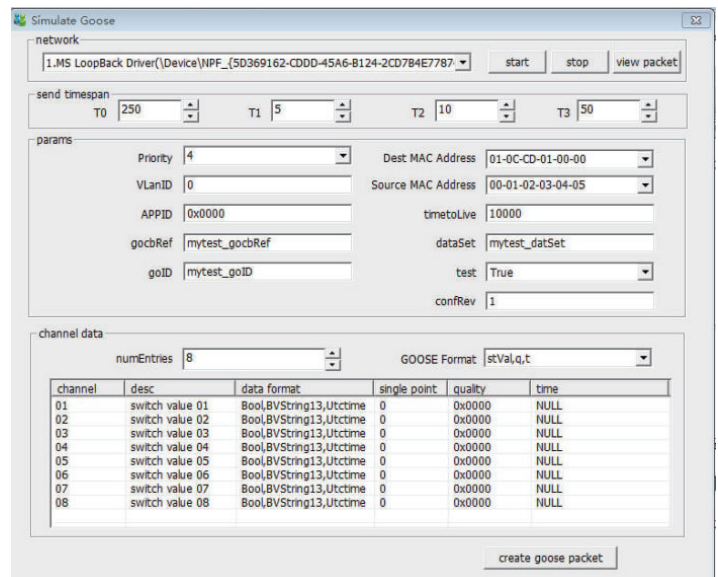 Simulate Goose
network
1.MS LoopBack Driver(\Device\NPF_{5D369162-CDDD-45A6-B124-2CD7B4E7787- start stop view packet
send timespan
T0 250 T1 5 T2 10 T3 50
params
Priority 4 Dest MAC Address 01-0C-CD-01-00-00
VLanID 0 Source MAC Address 00-01-02-03-04-05
APPID 0x0000 timetoLive 10000
gocbRef mytest_gocbRef dataSet mytest_datSet
goID mytest_goID test True
confRev 1
channel data
numEntries 8 GOOSE Format stVal,q,t
channel desc data format single point quality time
01 switch value 01 Bool,BVString13,Utctime 0 0x0000 NULL
02 switch value 02 Bool,BVString13,Utctime 0 0x0000 NULL
03 switch value 03 Bool,BVString13,Utctime 0 0x0000 NULL
04 switch value 04 Bool,BVString13,Utctime 0 0x0000 NULL
05 switch value 05 Bool,BVString13,Utctime 0 0x0000 NULL
06 switch value 06 Bool,BVString13,Utctime 0 0x0000 NULL
07 switch value 07 Bool,BVString13,Utctime 0 0x0000 NULL
08 switch value 08 Bool,BVString13,Utctime 0 0x0000 NULL
create goose packet